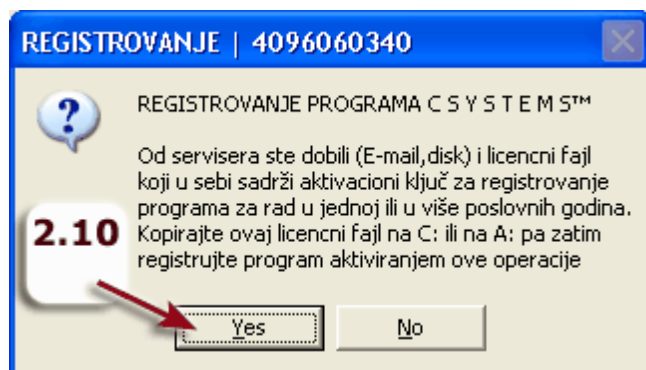 REGISTROVANJE | 4096060340
REGISTROVANJE PROGRAMA C S Y S T E M S™
Od servisera ste dobili (E-mail,disk) i licencni fajl
koji u sebi sadrži aktivacioni ključ za registrovanje
programa za rad u jednoj ili u više poslovnih godina.
Kopirajte ovaj licencni fajl na C: ili na A: pa zatim
registrujte program aktiviranjem ove operacije
2.10
Yes No